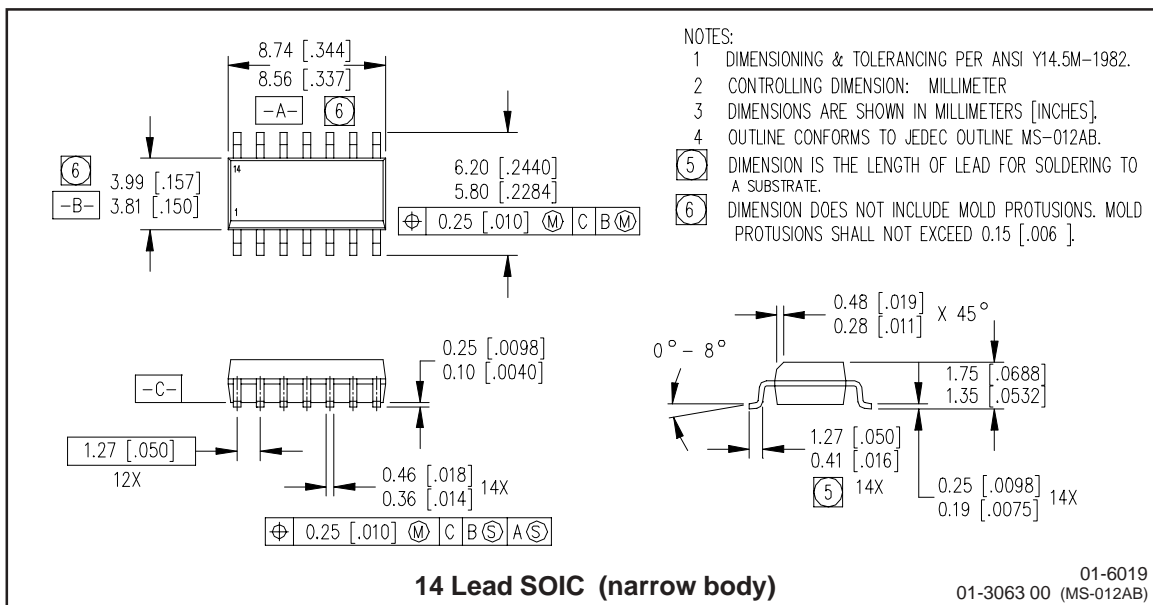 8.74 [.344]
8.56 [.337]
-A- 6
6 3.99 [.157]
-B- 3.81 [.150]
14
1
6.20 [.2440]
5.80 [.2284]
⌖ 0.25 [.010] Ⓜ C B Ⓜ
NOTES:
1 DIMENSIONING & TOLERANCING PER ANSI Y14.5M-1982.
2 CONTROLLING DIMENSION: MILLIMETER
3 DIMENSIONS ARE SHOWN IN MILLIMETERS [INCHES].
4 OUTLINE CONFORMS TO JEDEC OUTLINE MS-012AB.
5 DIMENSION IS THE LENGTH OF LEAD FOR SOLDERING TO
A SUBSTRATE.
6 DIMENSION DOES NOT INCLUDE MOLD PROTUSIONS. MOLD
PROTUSIONS SHALL NOT EXCEED 0.15 [.006 ].
-C-
0.25 [.0098]
0.10 [.0040]
1.27 [.050]
12X
0.46 [.018]
0.36 [.014] 14X
⌖ 0.25 [.010] Ⓜ C B Ⓢ A Ⓢ
0.48 [.019]
0.28 [.011] X 45°
0°-8°
1.75 [.0688]
1.35 [.0532]
1.27 [.050]
0.41 [.016]
5 14X
0.25 [.0098]
0.19 [.0075] 14X
14 Lead SOIC (narrow body)
01-6019
01-3063 00 (MS-012AB)